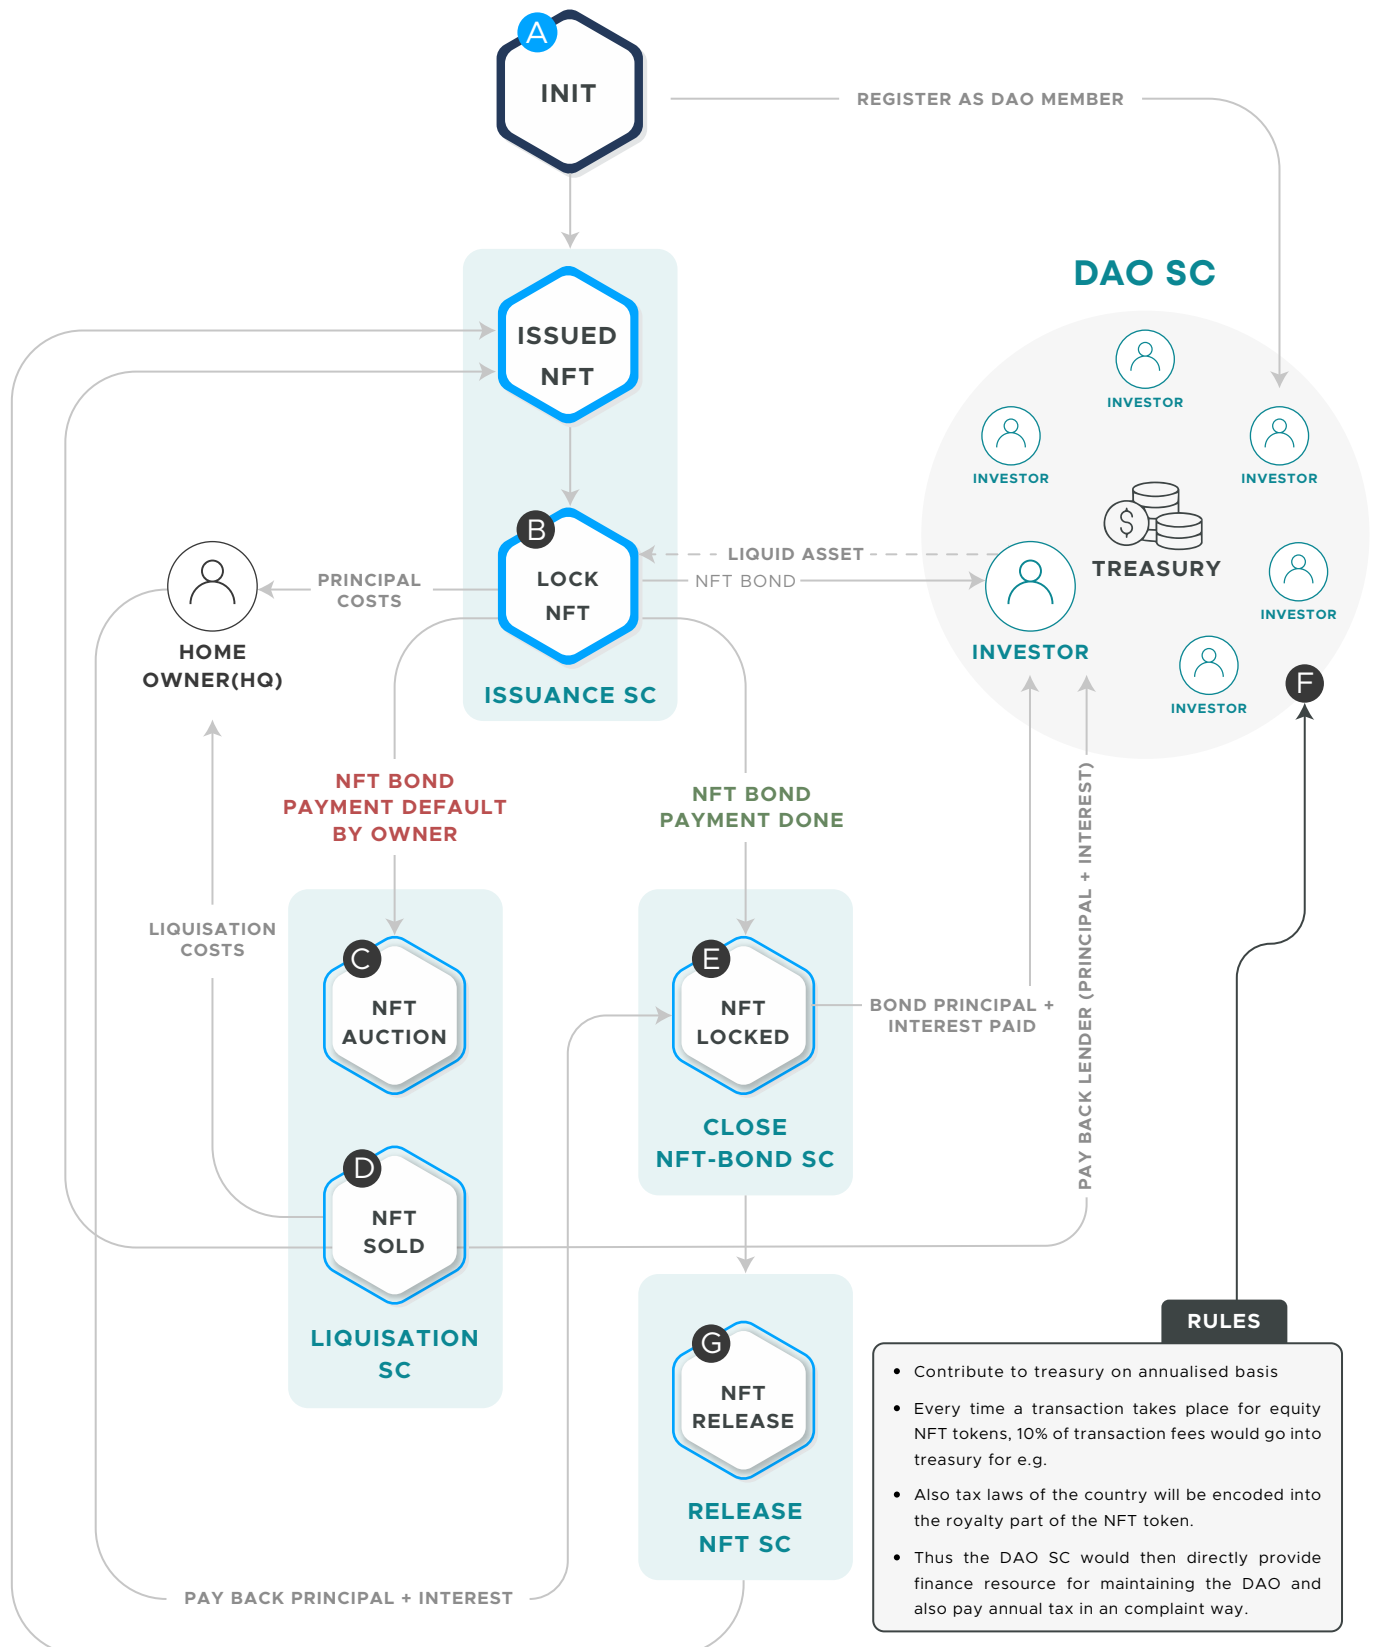 A
INIT
REGISTER AS DAO MEMBER
DAO SC
ISSUED
NFT
INVESTOR
INVESTOR
INVESTOR
TREASURY
B
LOCK
NFT
LIQUID ASSET
NFT BOND
PRINCIPAL
COSTS
HOME
OWNER(HQ)
INVESTOR
INVESTOR
INVESTOR
F
ISSUANCE SC
NFT BOND
PAYMENT DEFAULT
BY OWNER
NFT BOND
PAYMENT DONE
PAY BACK LENDER (PRINCIPAL + INTEREST)
LIQUISATION
COSTS
C
NFT
AUCTION
E
NFT
LOCKED
BOND PRINCIPAL +
INTEREST PAID
CLOSE
NFT-BOND SC
D
NFT
SOLD
LIQUISATION
SC
G
NFT
RELEASE
RELEASE
NFT SC
PAY BACK PRINCIPAL + INTEREST
RULES
• Contribute to treasury on annualised basis
• Every time a transaction takes place for equity
NFT tokens, 10% of transaction fees would go into
treasury for e.g.
• Also tax laws of the country will be encoded into
the royalty part of the NFT token.
• Thus the DAO SC would then directly provide
finance resource for maintaining the DAO and
also pay annual tax in an complaint way.